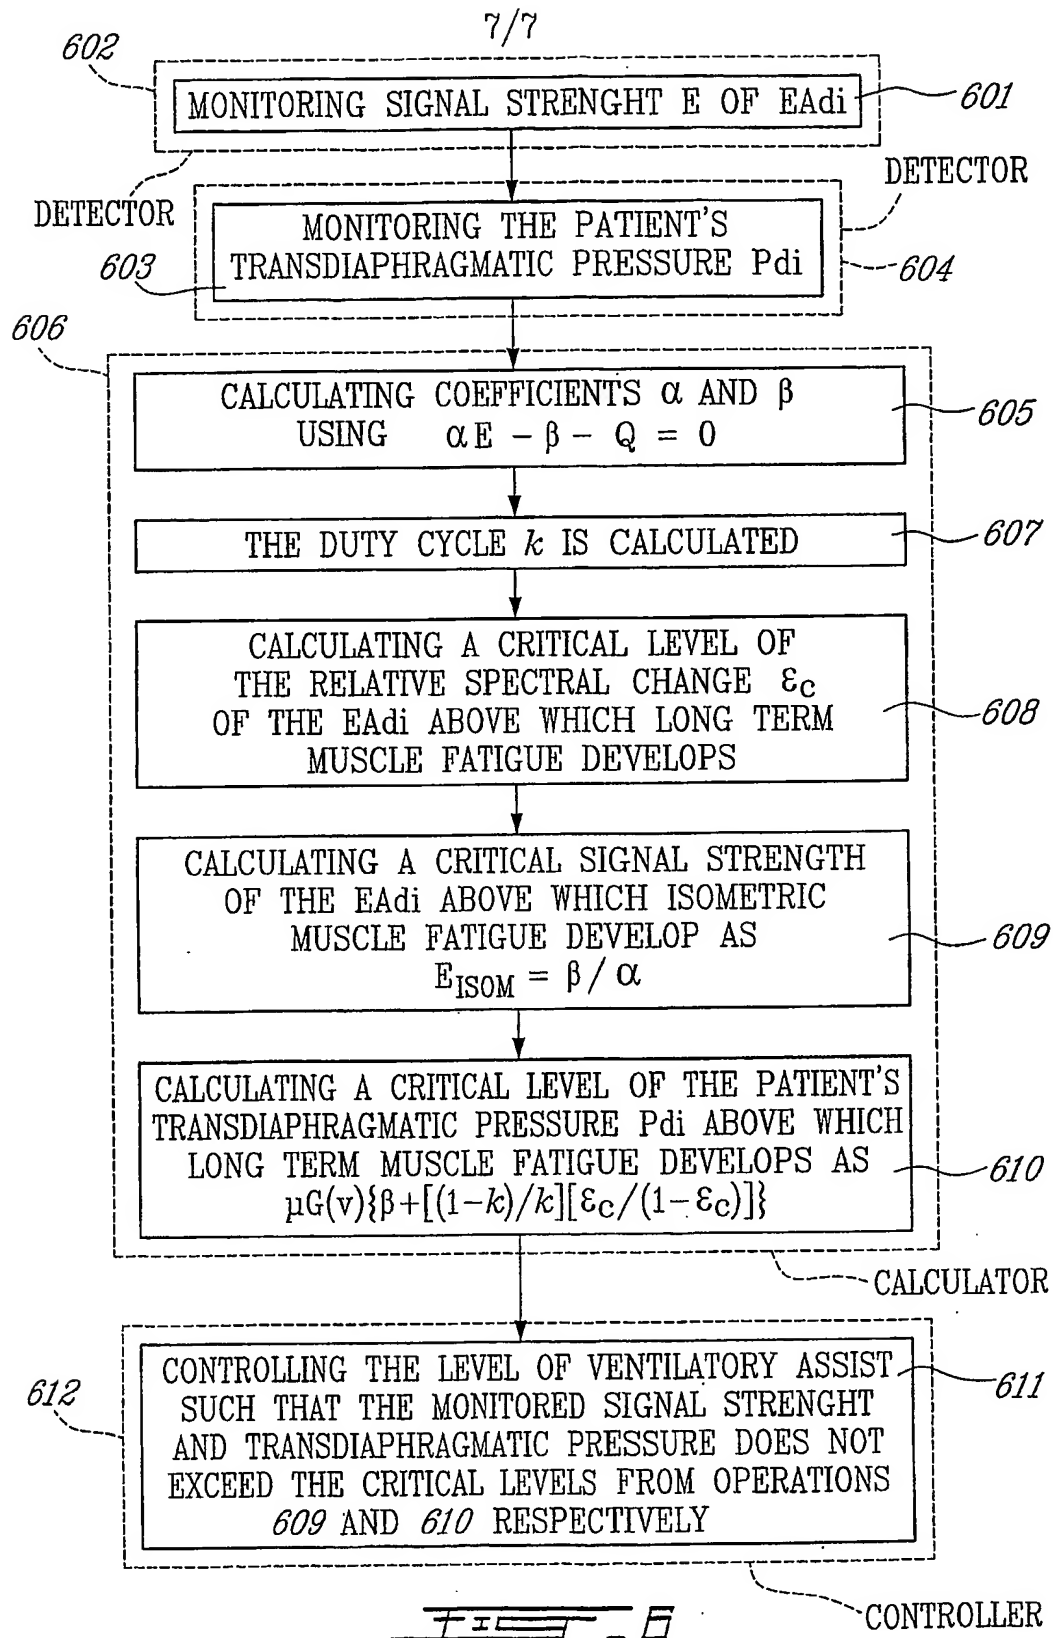 7/7
602
MONITORING SIGNAL STRENGHT E OF EAdi
601
DETECTOR
DETECTOR
MONITORING THE PATIENT'S
TRANSDIAPHRAGMATIC PRESSURE Pdi
603
604
606
CALCULATING COEFFICIENTS α AND β
USING αE - β - Q = 0
605
THE DUTY CYCLE k IS CALCULATED
607
CALCULATING A CRITICAL LEVEL OF
THE RELATIVE SPECTRAL CHANGE εc
OF THE EAdi ABOVE WHICH LONG TERM
MUSCLE FATIGUE DEVELOPS
608
CALCULATING A CRITICAL SIGNAL STRENGTH
OF THE EAdi ABOVE WHICH ISOMETRIC
MUSCLE FATIGUE DEVELOP AS
EISOM = β / α
609
CALCULATING A CRITICAL LEVEL OF THE PATIENT'S
TRANSDIAPHRAGMATIC PRESSURE Pdi ABOVE WHICH
LONG TERM MUSCLE FATIGUE DEVELOPS AS
μG(v){β+[(1-k)/k][εc/(1-εc)]}
610
CALCULATOR
CONTROLLING THE LEVEL OF VENTILATORY ASSIST
SUCH THAT THE MONITORED SIGNAL STRENGHT
AND TRANSDIAPHRAGMATIC PRESSURE DOES NOT
EXCEED THE CRITICAL LEVELS FROM OPERATIONS
609 AND 610 RESPECTIVELY
611
612
CONTROLLER